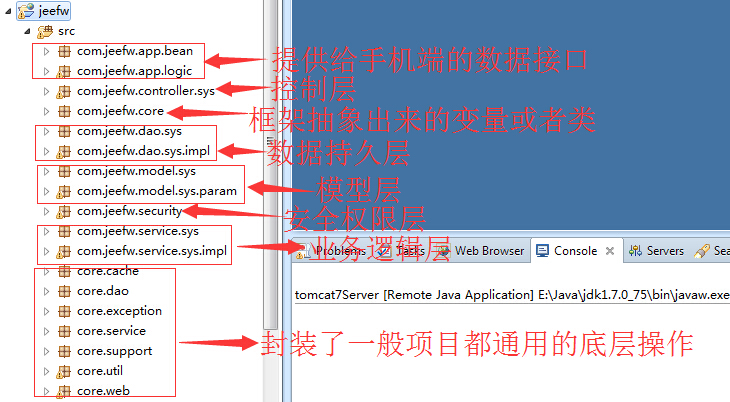 jeefw
src
com.jeefw.app.bean
提供给手机端的数据接口
com.jeefw.app.logic
com.jeefw.controller.sys
控制层
com.jeefw.core
框架抽象出来的变量或者类
com.jeefw.dao.sys
com.jeefw.dao.sys.impl
数据持久层
com.jeefw.model.sys
com.jeefw.model.sys.param
模型层
com.jeefw.security
安全权限层
com.jeefw.service.sys
com.jeefw.service.sys.impl
业务逻辑层
Problems Tasks Web Browser Console Servers Sea
core.cache
core.dao
tomcat7Server [Remote Java Application] E:\Java\jdk1.7.0_75\bin\javaw.exe
core.exception
core.service
封装了一般项目都通用的底层操作
core.support
core.util
core.web